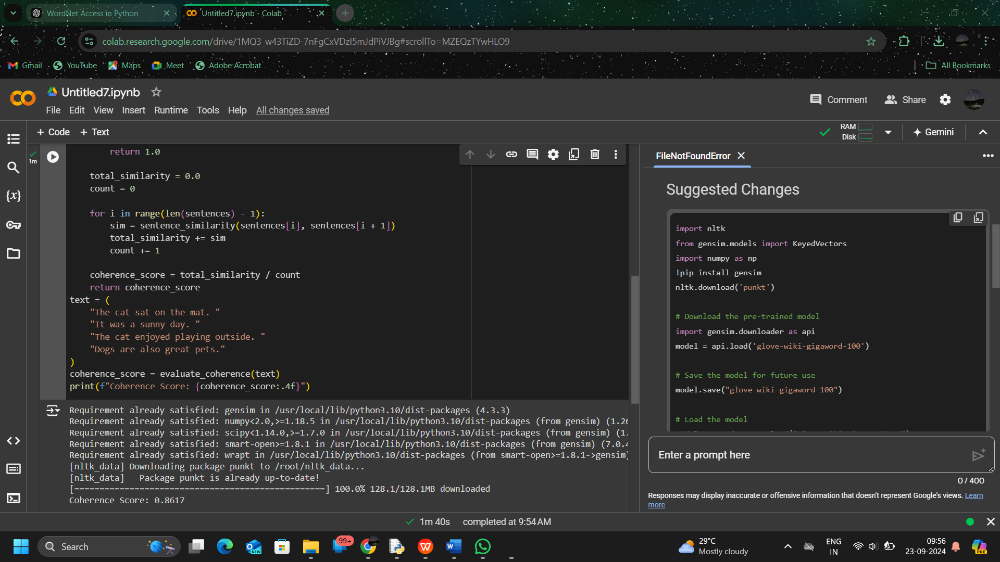 WordNet Access in Python
Untitled7.ipynb - Colab
colab.research.google.com/drive/1MQ3_w43TiZD-7nFgCxVDzI5mJdPiVJBg#scrollTo=MZEQzTYwHLO9
Gmail YouTube Maps Meet Adobe Acrobat All Bookmarks
Untitled7.ipynb
File Edit View Insert Runtime Tools Help All changes saved
Comment Share
+ Code + Text
RAM
Disk
Gemini
1m
return 1.0
total_similarity = 0.0
count = 0
for i in range(len(sentences) - 1):
sim = sentence_similarity(sentences[i], sentences[i + 1])
total_similarity += sim
count += 1
coherence_score = total_similarity / count
return coherence_score
text = (
"The cat sat on the mat. "
"It was a sunny day. "
"The cat enjoyed playing outside. "
"Dogs are also great pets."
)
coherence_score = evaluate_coherence(text)
print(f"Coherence Score: {coherence_score:.4f}")
Requirement already satisfied: gensim in /usr/local/lib/python3.10/dist-packages (4.3.3)
Requirement already satisfied: numpy<2.0,>=1.18.5 in /usr/local/lib/python3.10/dist-packages (from gensim) (1.26
Requirement already satisfied: scipy<1.14.0,>=1.7.0 in /usr/local/lib/python3.10/dist-packages (from gensim) (1.
Requirement already satisfied: smart-open>=1.8.1 in /usr/local/lib/python3.10/dist-packages (from gensim) (7.0.4
Requirement already satisfied: wrapt in /usr/local/lib/python3.10/dist-packages (from smart-open>=1.8.1->gensim)
[nltk_data] Downloading package punkt to /root/nltk_data...
[nltk_data]   Package punkt is already up-to-date!
[==================================================] 100.0% 128.1/128.1MB downloaded
Coherence Score: 0.8617
FileNotFoundError
Suggested Changes
import nltk
from gensim.models import KeyedVectors
import numpy as np
!pip install gensim
nltk.download('punkt')
# Download the pre-trained model
import gensim.downloader as api
model = api.load('glove-wiki-gigaword-100')
# Save the model for future use
model.save("glove-wiki-gigaword-100")
# Load the model
Enter a prompt here
0 / 400
Responses may display inaccurate or offensive information that doesn't represent Google's views. Learn
more
1m 40s completed at 9:54 AM
Search
NEW
99+
29°C
Mostly cloudy
ENG
IN
09:56
23-09-2024
PRE